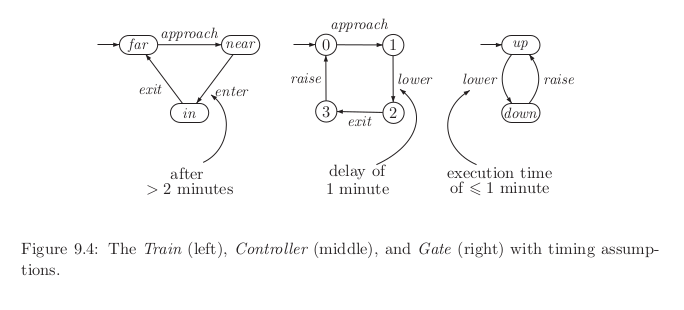 approach
far
near
exit
enter
in
after
> 2 minutes
approach
0
1
raise
lower
3
2
exit
delay of
1 minute
up
lower
raise
down
execution time
of ⩽ 1 minute
Figure 9.4: The Train (left), Controller (middle), and Gate (right) with timing assump-
tions.